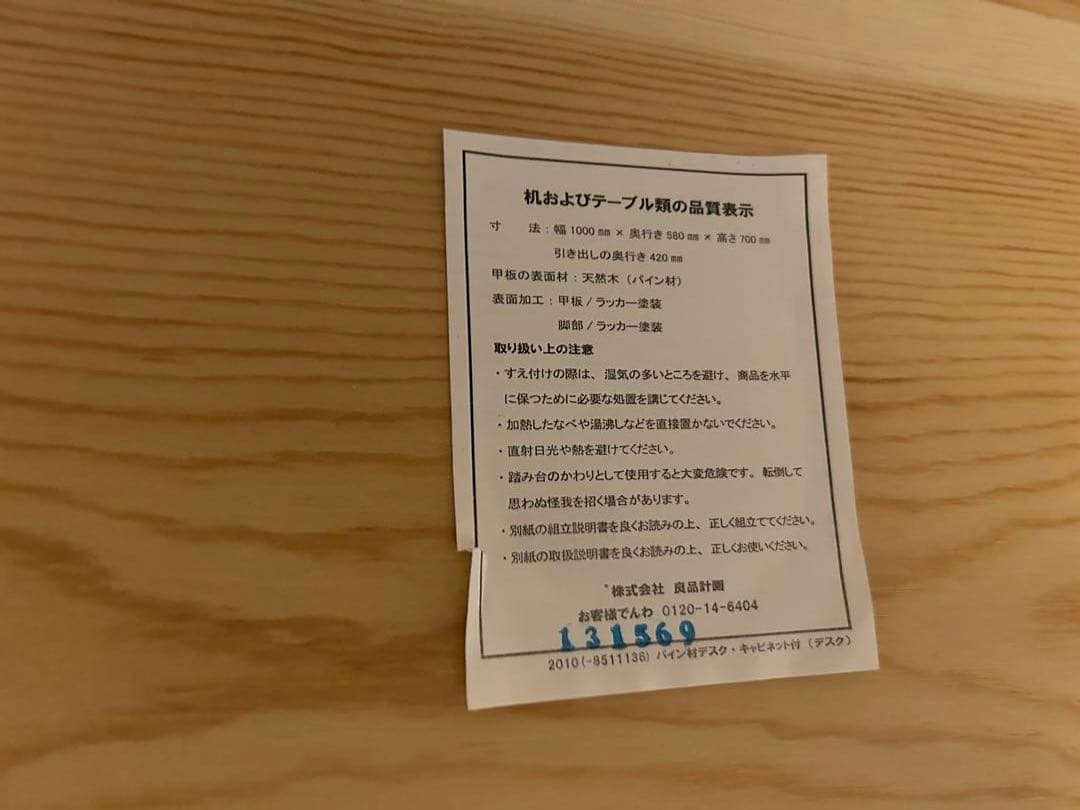 机およびテーブル類の品質表示
寸　法：幅 1000 ㎜ × 奥行き 580 ㎜ × 高さ 700 ㎜
引き出しの奥行き 420 ㎜
甲板の表面材：天然木（パイン材）
表面加工：甲板 / ラッカー塗装
脚部 / ラッカー塗装
取り扱い上の注意
・すえ付けの際は、湿気の多いところを避け、商品を水平
に保つために必要な処置を講じてください。
・加熱したなべや湯沸しなどを直接置かないでください。
・直射日光や熱を避けてください。
・踏み台のかわりとして使用すると大変危険です。転倒して
思わぬ怪我を招く場合があります。
・別紙の組立説明書を良くお読みの上、正しく組立ててください。
・別紙の取扱説明書を良くお読みの上、正しくお使いください。
株式会社 良品計画
お客様でんわ 0120-14-6404
131569
2010(-8511136) パイン材デスク・キャビネット付（デスク）